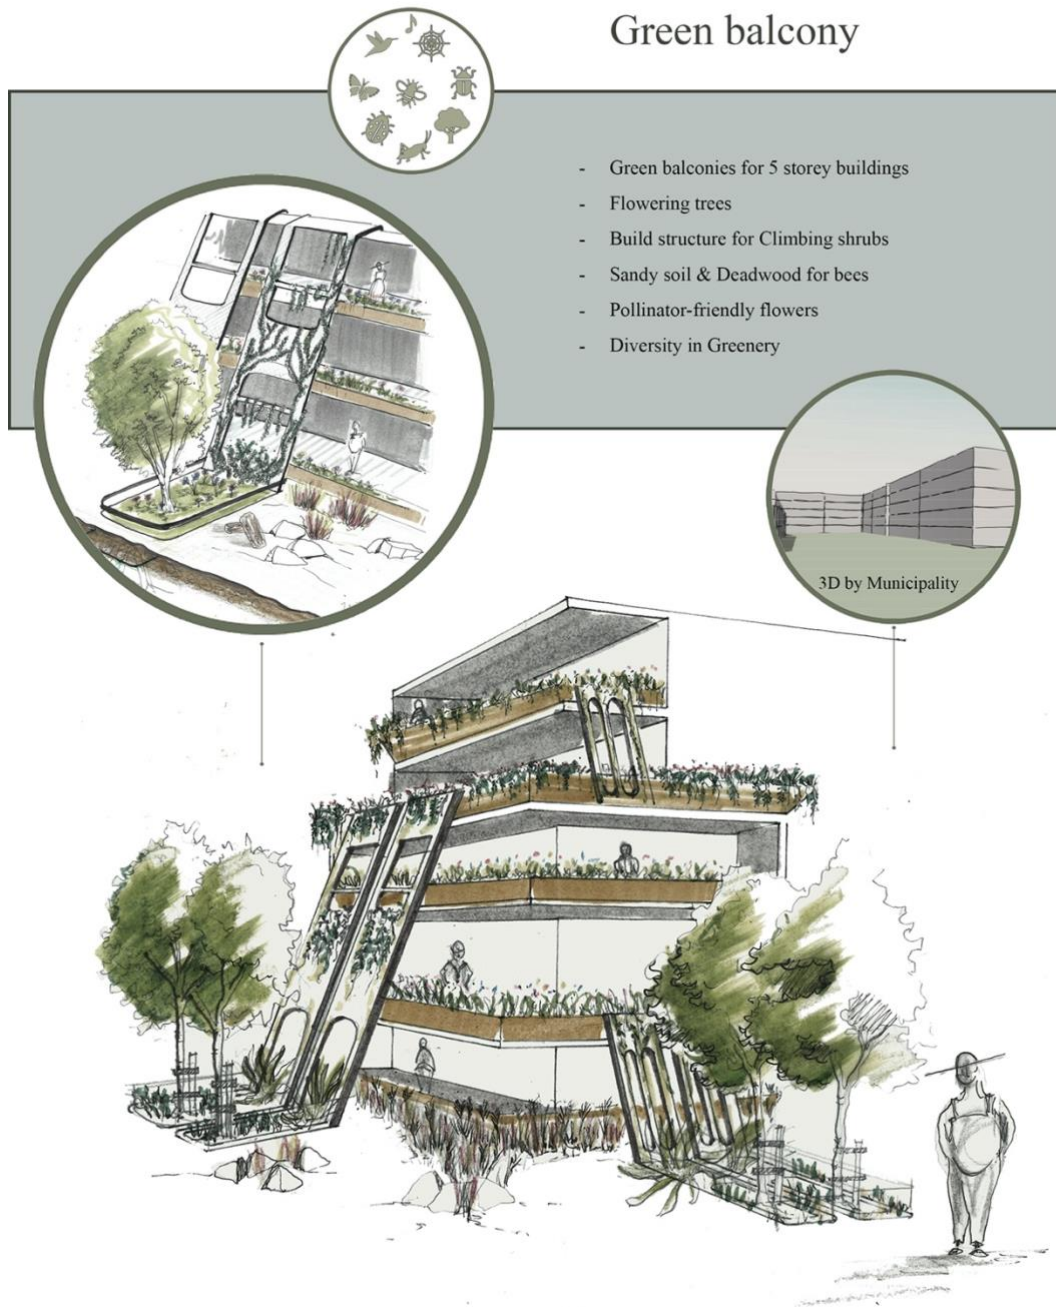 Green balcony
- Green balconies for 5 storey buildings
- Flowering trees
- Build structure for Climbing shrubs
- Sandy soil & Deadwood for bees
- Pollinator-friendly flowers
- Diversity in Greenery
3D by Municipality